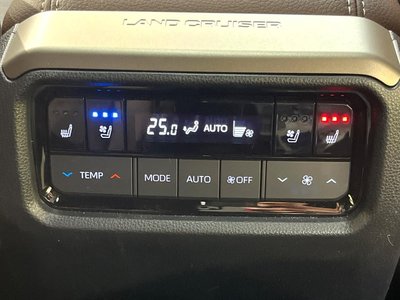 LAND CRUISER
25.0 AUTO
TEMP MODE AUTO OFF